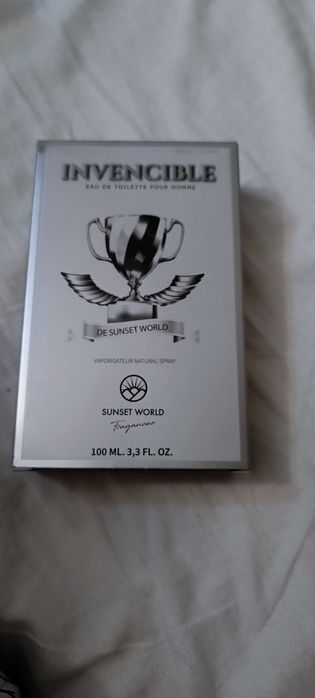 INVENCIBLE
EAU DE TOILETTE POUR HOMME
DE SUNSET WORLD
VAPORISATEUR NATURAL SPRAY
SUNSET WORLD
Fragances
100 ML. 3,3 FL. OZ.